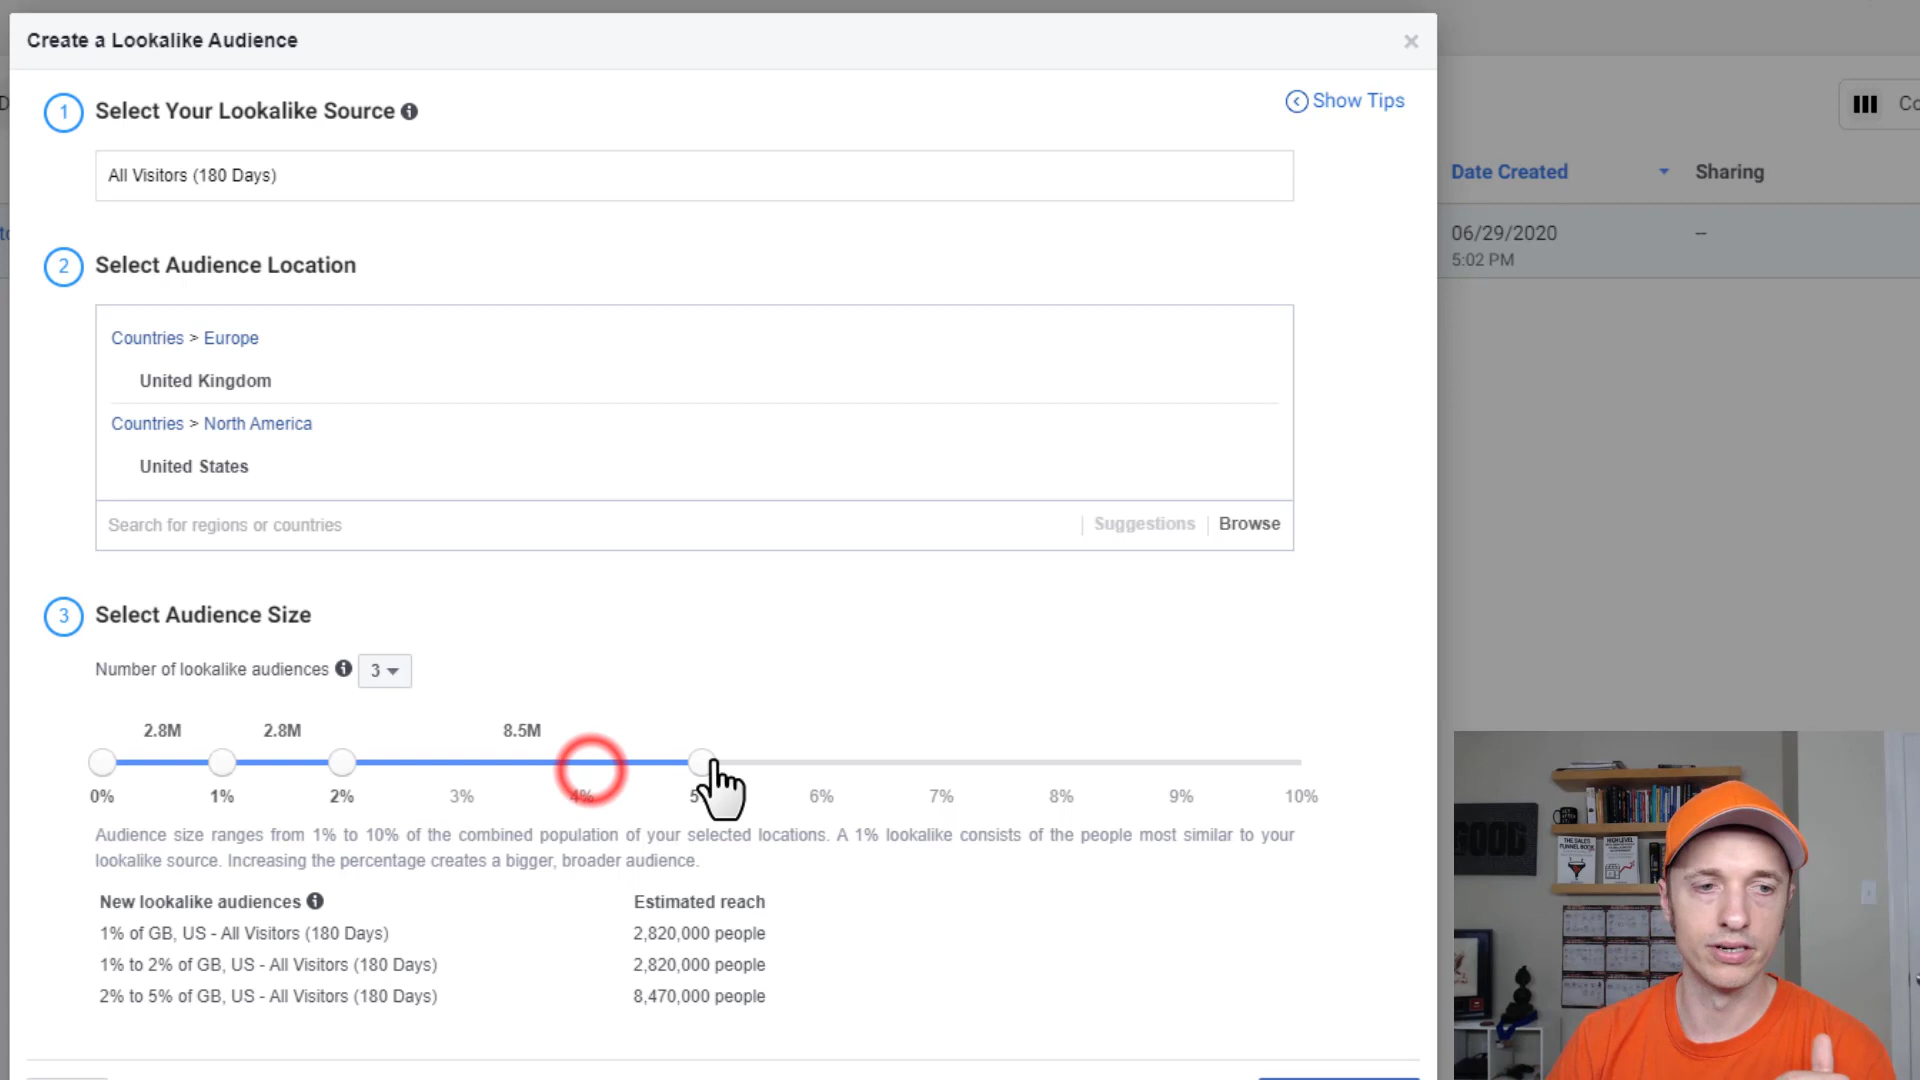 Create a Lookalike Audience
×
1 Select Your Lookalike Source
Show Tips
All Visitors (180 Days)
2 Select Audience Location
Countries > Europe
United Kingdom
Countries > North America
United States
Search for regions or countries
Suggestions
Browse
3 Select Audience Size
Number of lookalike audiences 3
2.8M 2.8M 8.5M
0% 1% 2% 3% 4% 5 6% 7% 8% 9% 10%
Audience size ranges from 1% to 10% of the combined population of your selected locations. A 1% lookalike consists of the people most similar to your
lookalike source. Increasing the percentage creates a bigger, broader audience.
New lookalike audiences Estimated reach
1% of GB, US - All Visitors (180 Days) 2,820,000 people
1% to 2% of GB, US - All Visitors (180 Days) 2,820,000 people
2% to 5% of GB, US - All Visitors (180 Days) 8,470,000 people
Co
Date Created Sharing
06/29/2020 –
5:02 PM
GOOD